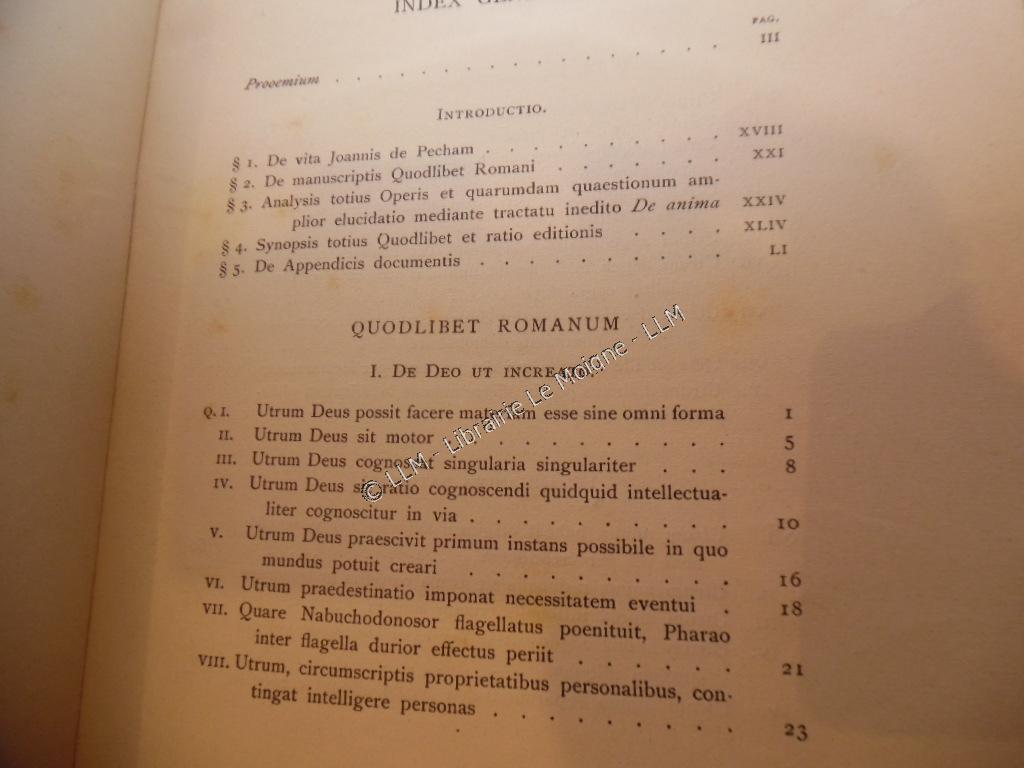 INDEX
PAG.
Prooemium . . . . . . . . . . . . . . . . III
INTRODUCTIO.
§ 1. De vita Joannis de Pecham . . . . . . . . . XVIII
§ 2. De manuscriptis Quodlibet Romani . . . . . . . XXI
§ 3. Analysis totius Operis et quarumdam quaestionum am-
plior elucidatio mediante tractatu inedito De anima XXIV
§ 4. Synopsis totius Quodlibet et ratio editionis . . . . XLIV
§ 5. De Appendicis documentis . . . . . . . . . . LI
QUODLIBET ROMANUM
I. DE DEO UT INCREATO.
Q. I. Utrum Deus possit facere materiam esse sine omni forma 1
II. Utrum Deus sit motor . . . . . . . . . . 5
III. Utrum Deus cognoscat singularia singulariter . . . 8
IV. Utrum Deus sit ratio cognoscendi quidquid intellectua-
liter cognoscitur in via . . . . . . . . . . 10
V. Utrum Deus praescivit primum instans possibile in quo
mundus potuit creari . . . . . . . . . . 16
VI. Utrum praedestinatio imponat necessitatem eventui . 18
VII. Quare Nabuchodonosor flagellatus poenituit, Pharao
inter flagella durior effectus periit . . . . . . 21
VIII. Utrum, circumscriptis proprietatibus personalibus, con-
tingat intelligere personas . . . . . . . . . 23
© LLM - Librairie Le Moigne - LLM